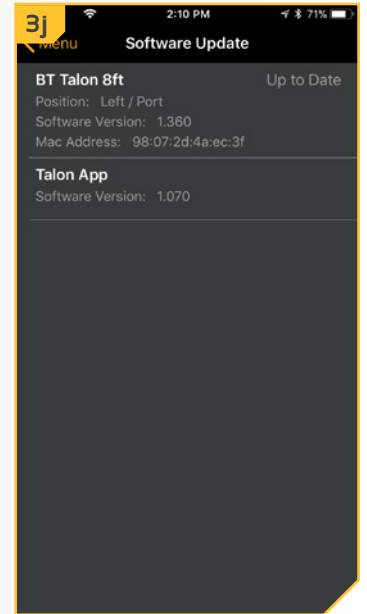 3j
2:10 PM
71%
Menu
Software Update
BT Talon 8ft
Up to Date
Position: Left / Port
Software Version: 1.360
Mac Address: 98:07:2d:4a:ec:3f
Talon App
Software Version: 1.070